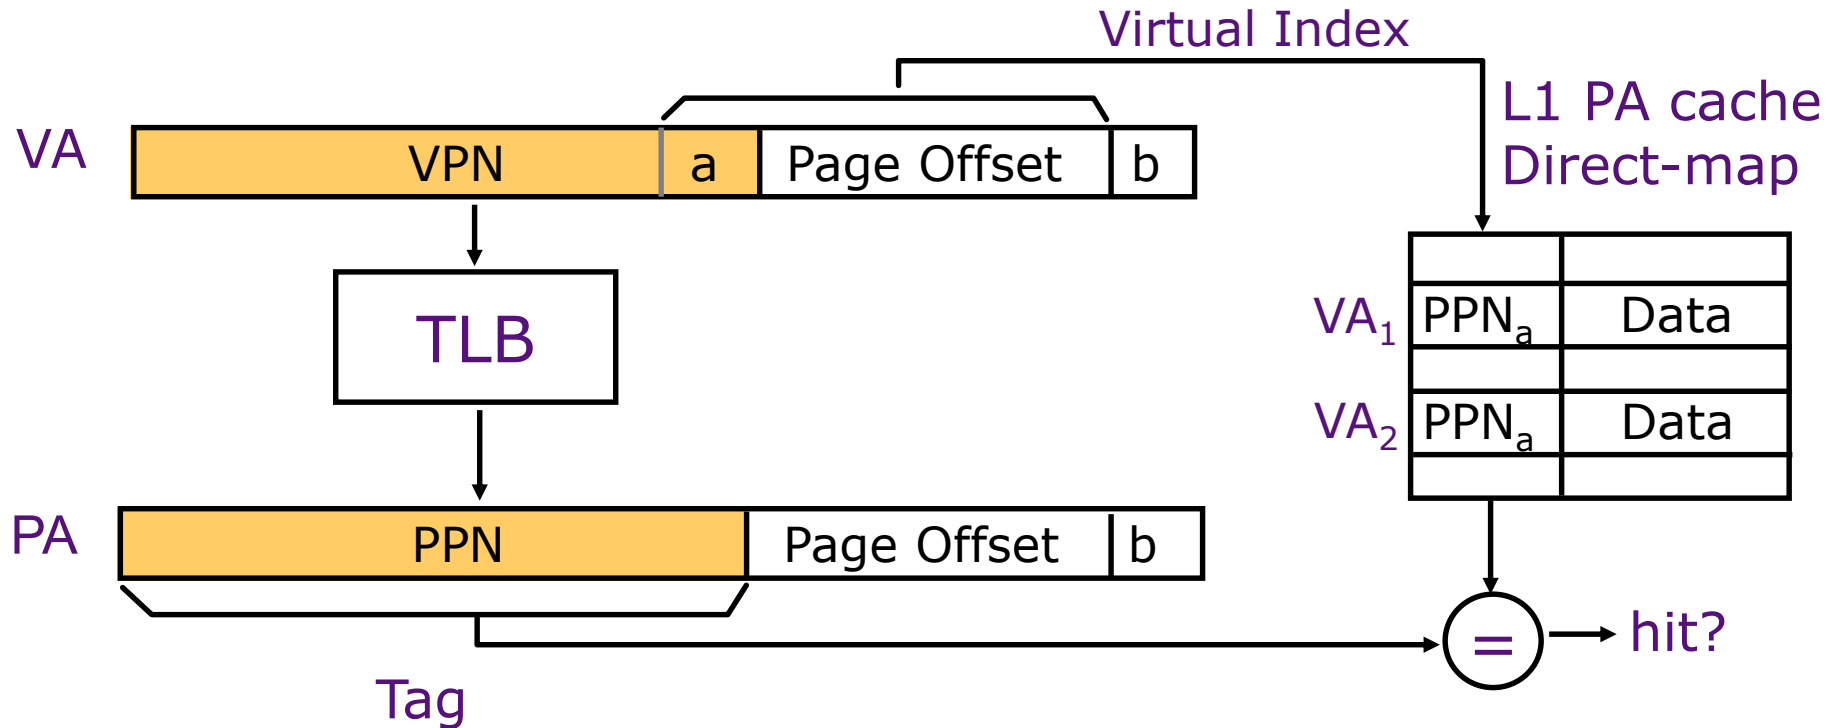 Virtual Index
L1 PA cache
Direct-map
VA
VPN
a
Page Offset
b
TLB
VA1
PPNa
Data
VA2
PPNa
Data
PA
PPN
Page Offset
b
=
hit?
Tag